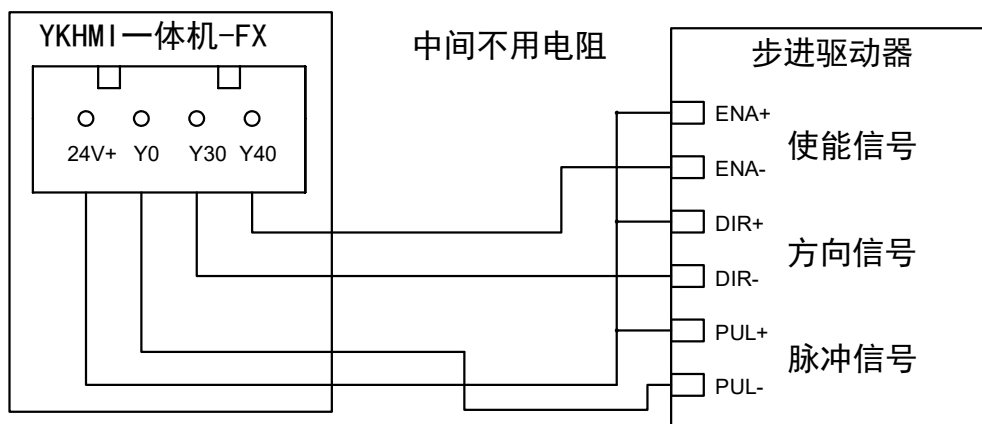 YKHMI一体机-FX
中间不用电阻
步进驱动器
24V+ Y0 Y30 Y40
ENA+
使能信号
ENA-
DIR+
方向信号
DIR-
PUL+
脉冲信号
PUL-